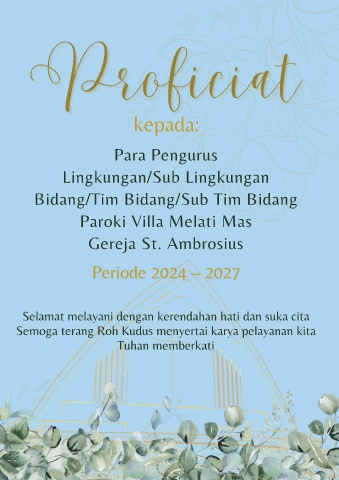 Proficiat
kepada:
Para Pengurus
Lingkungan/Sub Lingkungan
Bidang/Tim Bidang/Sub Tim Bidang
Paroki Villa Melati Mas
Gereja St. Ambrosius
Periode 2024 – 2027
Selamat melayani dengan kerendahan hati dan suka cita
Semoga terang Roh Kudus menyertai karya pelayanan kita
Tuhan memberkati